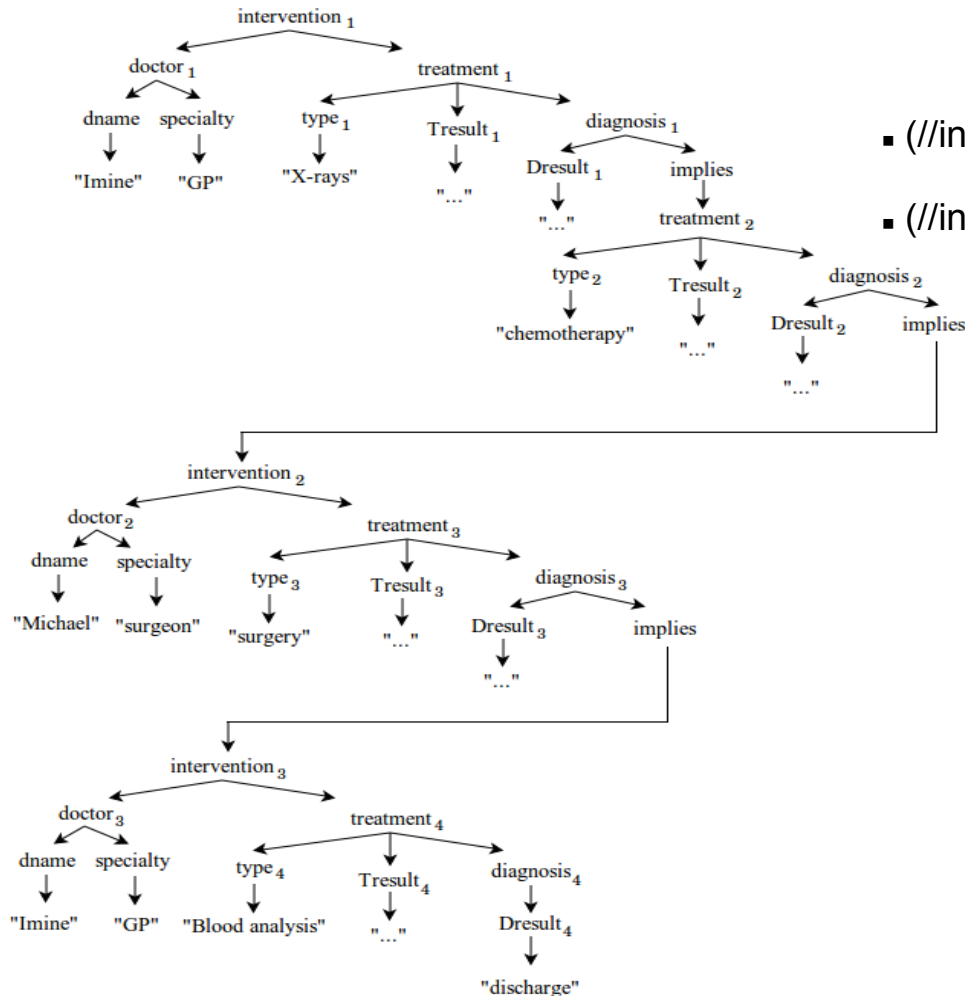 intervention 1
doctor 1 treatment 1
dname specialty type 1 Tresult 1 diagnosis 1
▪ (//in
"Imine" "GP" "X-rays" "..." Dresult 1 implies
"..." treatment 2
▪ (//in
type 2 Tresult 2 diagnosis 2
"chemotherapy" "..." Dresult 2 implies
"..."
intervention 2
doctor 2 treatment 3
dname specialty type 3 Tresult 3 diagnosis 3
"Michael" "surgeon" "surgery" "..." Dresult 3 implies
"..."
intervention 3
doctor 3 treatment 4
dname specialty type 4 Tresult 4 diagnosis 4
"Imine" "GP" "Blood analysis" "..." Dresult 4
"discharge"